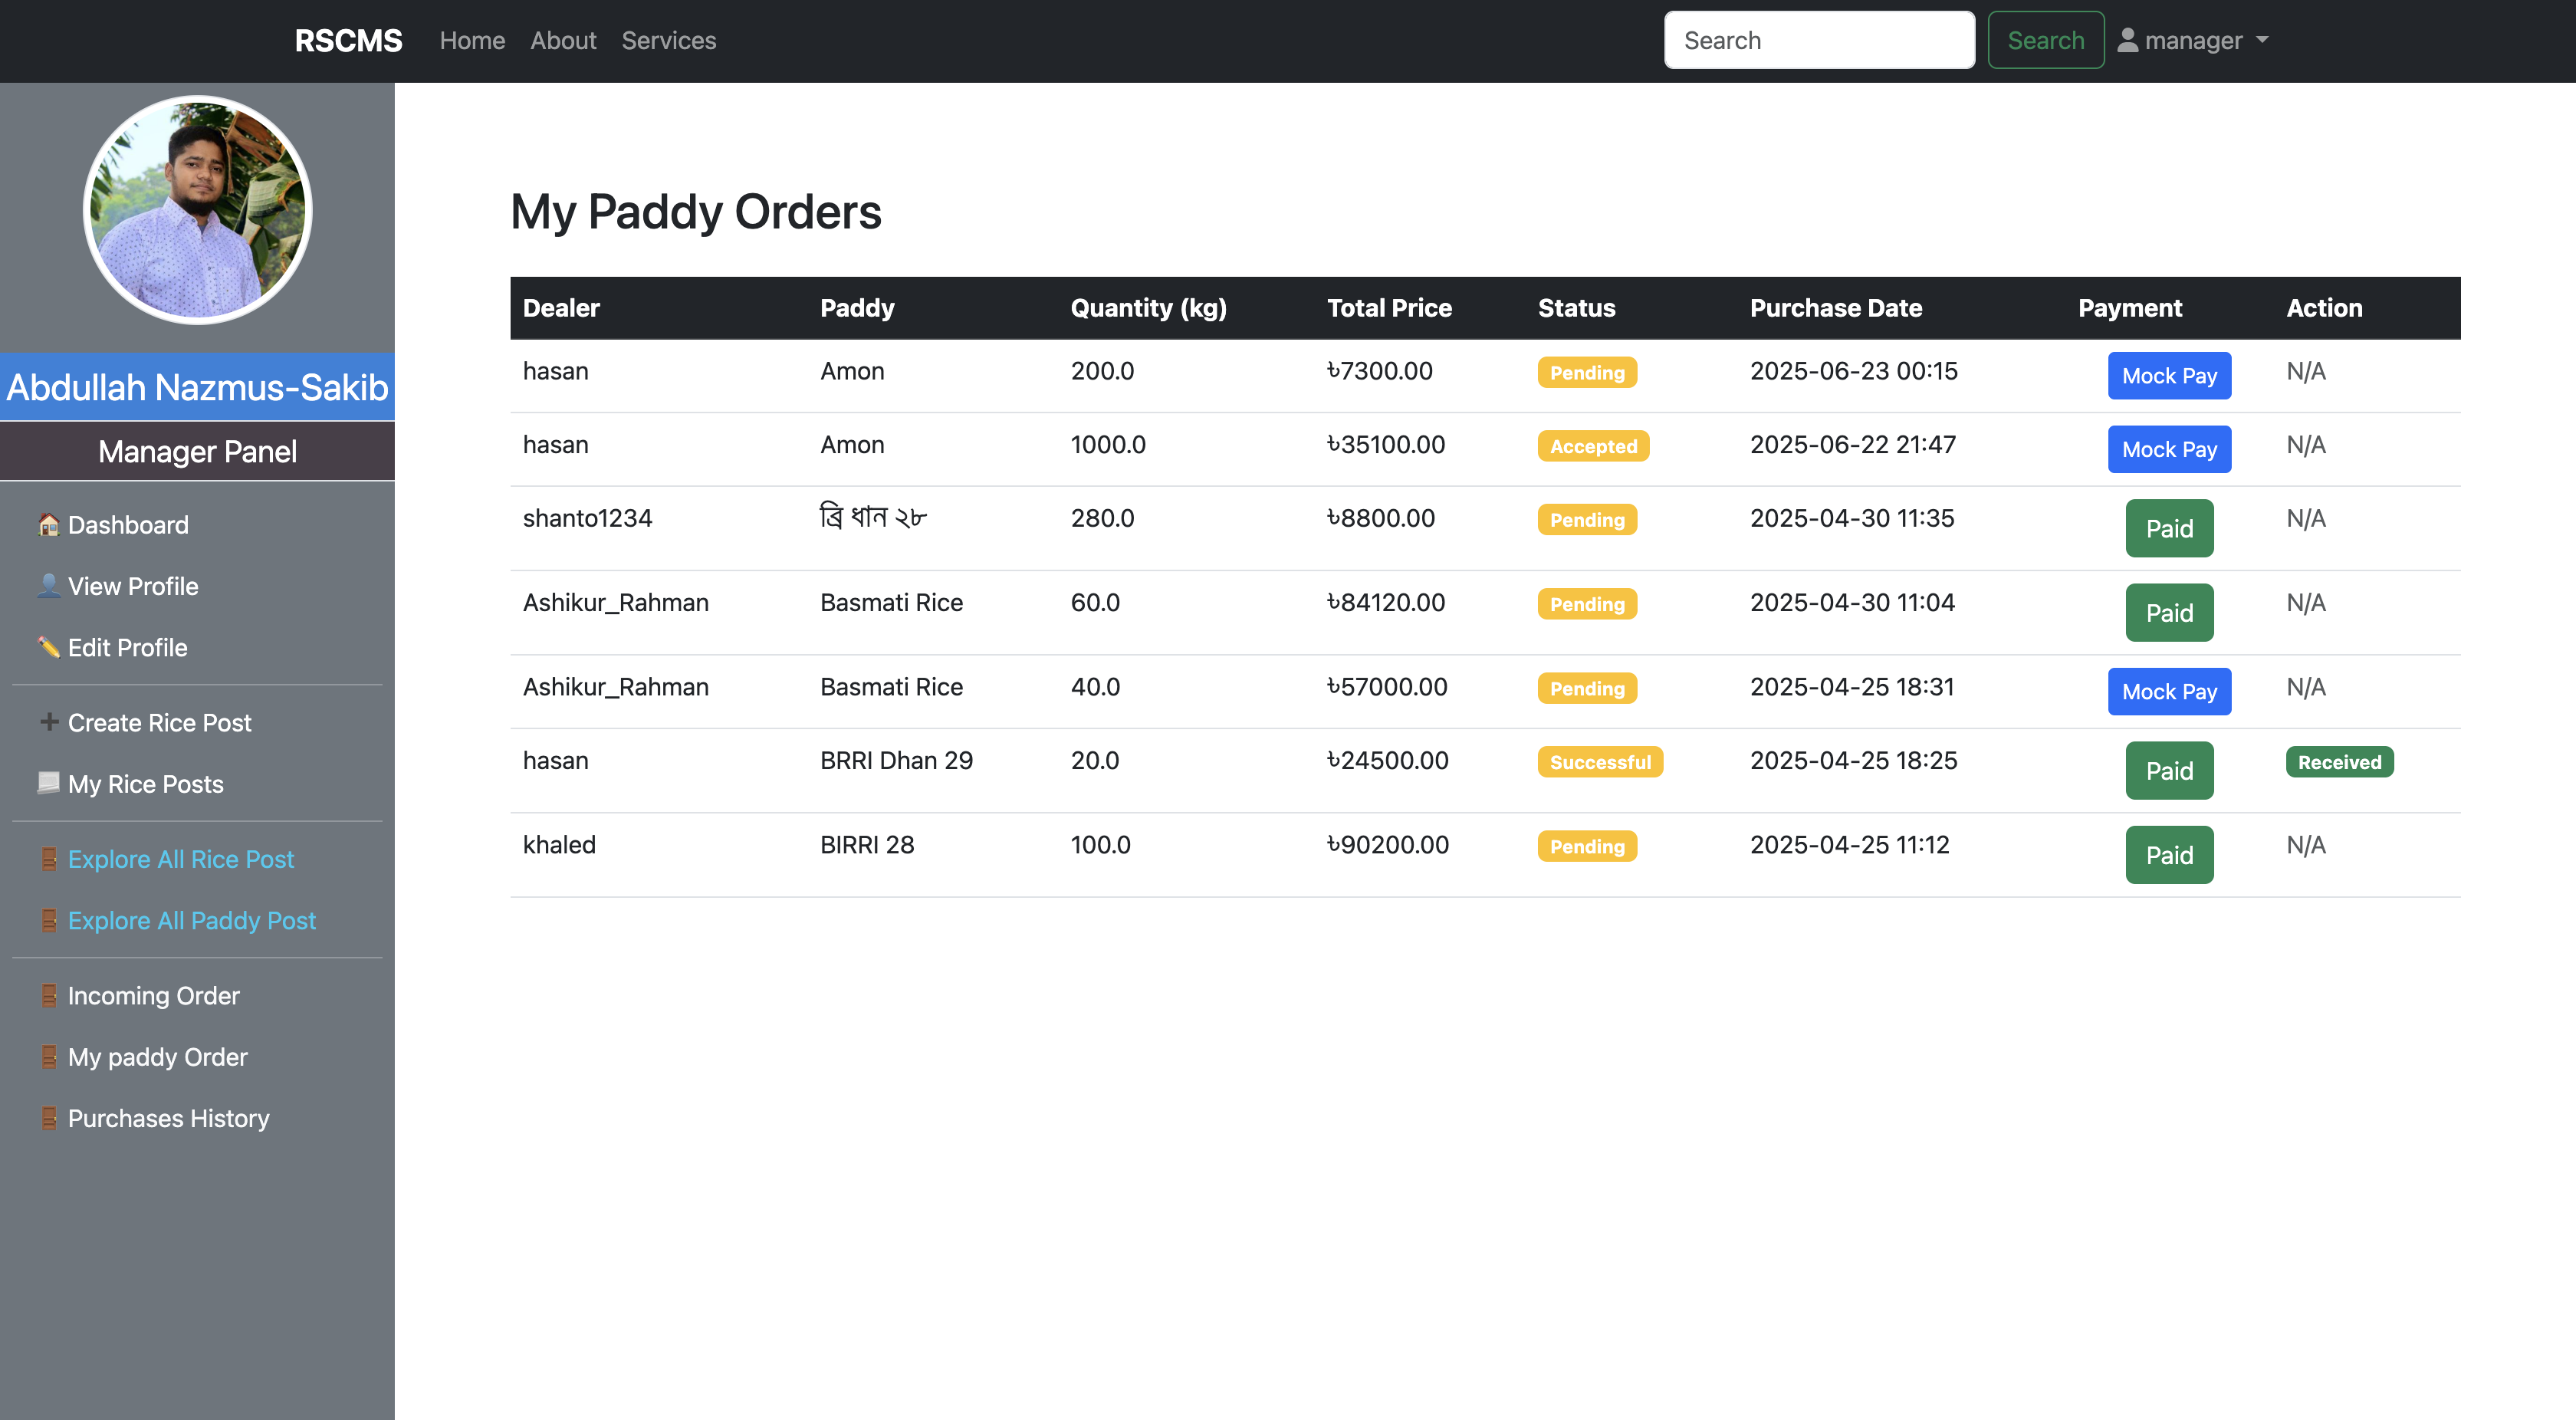 RSCMS Home About Services Search Search manager
Abdullah Nazmus-Sakib
Manager Panel
Dashboard
View Profile
Edit Profile
Create Rice Post
My Rice Posts
Explore All Rice Post
Explore All Paddy Post
Incoming Order
My paddy Order
Purchases History
My Paddy Orders
Dealer Paddy Quantity (kg) Total Price Status Purchase Date Payment Action
hasan Amon 200.0 ৳7300.00 Pending 2025-06-23 00:15 Mock Pay N/A
hasan Amon 1000.0 ৳35100.00 Accepted 2025-06-22 21:47 Mock Pay N/A
shanto1234 ব্রি ধান ২৮ 280.0 ৳8800.00 Pending 2025-04-30 11:35 Paid N/A
Ashikur_Rahman Basmati Rice 60.0 ৳84120.00 Pending 2025-04-30 11:04 Paid N/A
Ashikur_Rahman Basmati Rice 40.0 ৳57000.00 Pending 2025-04-25 18:31 Mock Pay N/A
hasan BRRI Dhan 29 20.0 ৳24500.00 Successful 2025-04-25 18:25 Paid Received
khaled BIRRI 28 100.0 ৳90200.00 Pending 2025-04-25 11:12 Paid N/A